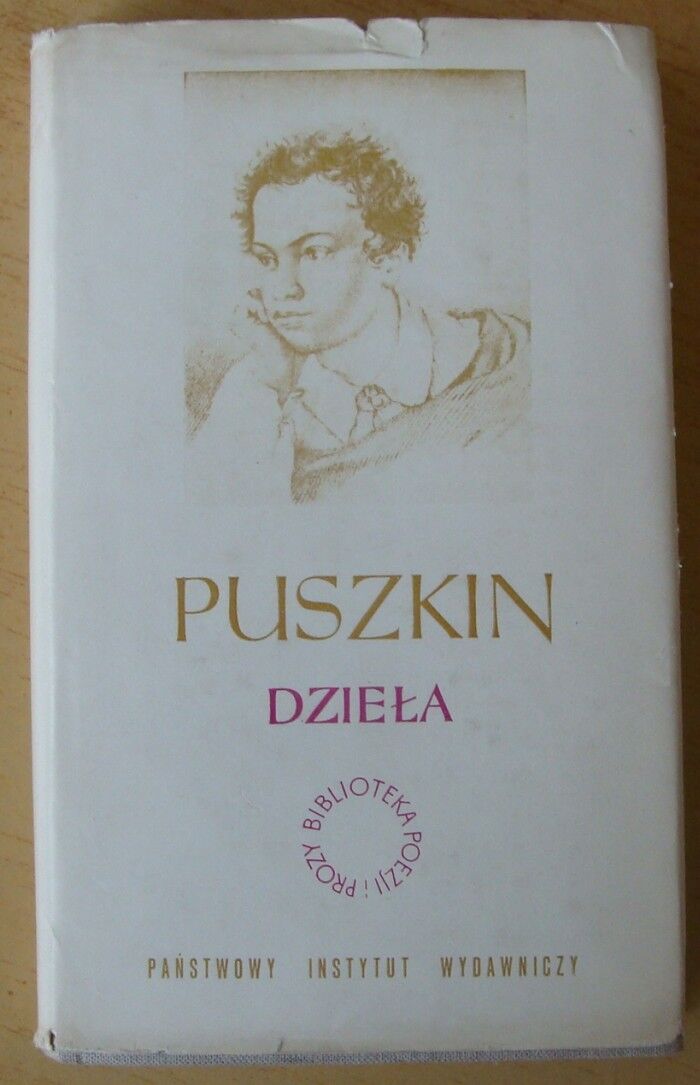 PUSZKIN
DZIEŁA
BIBLIOTEKA POEZJI i PROZY
PAŃSTWOWY INSTYTUT WYDAWNICZY